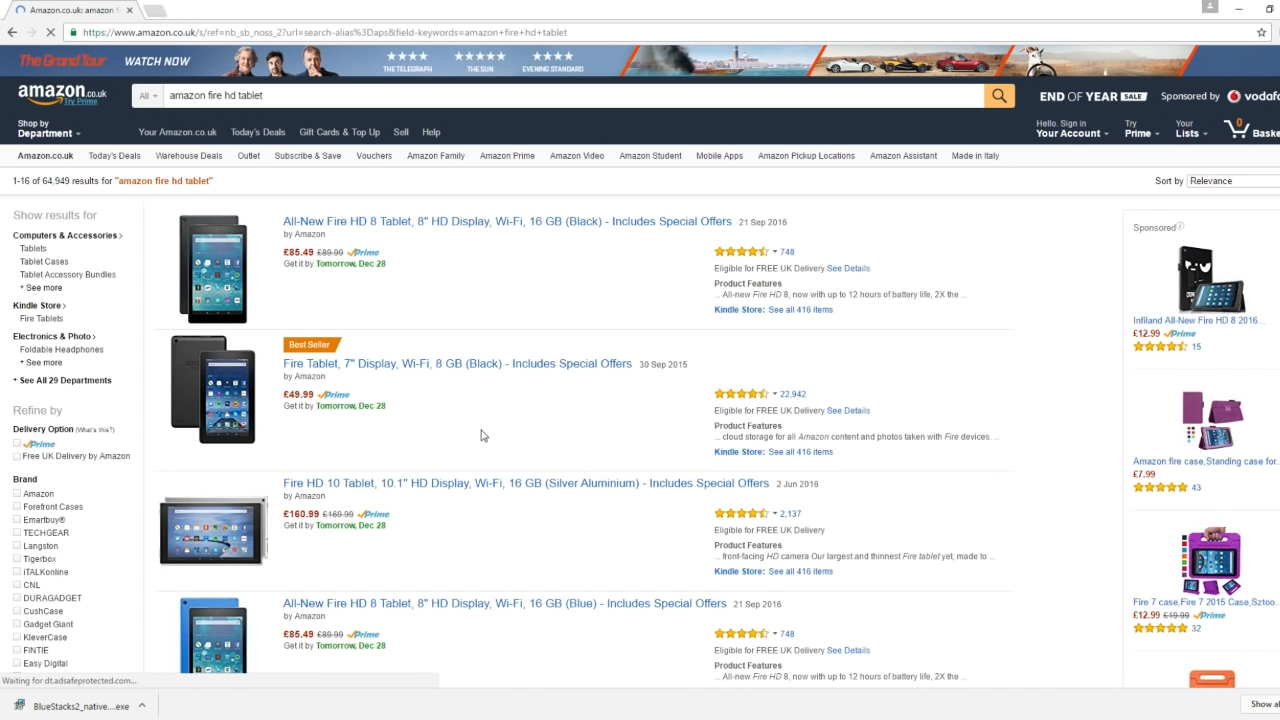 Amazon.co.uk: amazon f
https://www.amazon.co.uk/s/ref=nb_sb_noss_2?url=search-alias%3Daps&field-keywords=amazon+fire+hd+tablet
THE GRAND TOUR WATCH NOW
THE TELEGRAPH THE SUN EVENING STANDARD
amazon.co.uk
Try Prime
All
amazon fire hd tablet
END OF YEAR SALE Sponsored by vodafo
Shop by
Department
Your Amazon.co.uk Today's Deals Gift Cards & Top Up Sell Help
Hello. Sign in
Your Account
Try
Prime
Your
Lists
0
Baske
Amazon.co.uk Today's Deals Warehouse Deals Outlet Subscribe & Save Vouchers Amazon Family Amazon Prime Amazon Video Amazon Student Mobile Apps Amazon Pickup Locations Amazon Assistant Made in Italy
1-16 of 64,949 results for "amazon fire hd tablet"
Sort by Relevance
Show results for
Computers & Accessories
Tablets
Tablet Cases
Tablet Accessory Bundles
+ See more
Kindle Store
Fire Tablets
Electronics & Photo
Foldable Headphones
+ See more
+ See All 29 Departments
Refine by
Delivery Option (What's this?)
Prime
Free UK Delivery by Amazon
Brand
Amazon
Forefront Cases
Emartbuy®
TECHGEAR
Langston
Tigerbox
iTALKonline
CNL
DURAGADGET
CushCase
Gadget Giant
KleverCase
FINTIE
Easy Digital
All-New Fire HD 8 Tablet, 8" HD Display, Wi-Fi, 16 GB (Black) - Includes Special Offers 21 Sep 2016
by Amazon
£85.49 £89.99 Prime
Get it by Tomorrow, Dec 28
748
Eligible for FREE UK Delivery See Details
Product Features
... All-new Fire HD 8, now with up to 12 hours of battery life, 2X the ...
Kindle Store: See all 416 items
Best Seller
Fire Tablet, 7" Display, Wi-Fi, 8 GB (Black) - Includes Special Offers 30 Sep 2015
by Amazon
£49.99 Prime
Get it by Tomorrow, Dec 28
22,942
Eligible for FREE UK Delivery See Details
Product Features
... cloud storage for all Amazon content and photos taken with Fire devices. ...
Kindle Store: See all 416 items
Fire HD 10 Tablet, 10.1" HD Display, Wi-Fi, 16 GB (Silver Aluminium) - Includes Special Offers 2 Jun 2016
by Amazon
£160.99 £169.99 Prime
Get it by Tomorrow, Dec 28
2,137
Eligible for FREE UK Delivery
Product Features
... front-facing HD camera Our largest and thinnest Fire tablet yet, made to ...
Kindle Store: See all 416 items
All-New Fire HD 8 Tablet, 8" HD Display, Wi-Fi, 16 GB (Blue) - Includes Special Offers 21 Sep 2016
by Amazon
£85.49 £89.99 Prime
Get it by Tomorrow, Dec 28
748
Eligible for FREE UK Delivery See Details
Product Features
... All-new Fire HD 8, now with up to 12 hours of battery life, 2X the ...
Sponsored
Infiland All-New Fire HD 8 2016...
£12.99 Prime
15
Amazon fire case,Standing case for...
£7.99
43
Fire 7 case,Fire 7 2015 Case,Sztoo...
£12.99 £19.99 Prime
32
Waiting for dt.adsafeprotected.com...
BlueStacks2_native....exe
Show al